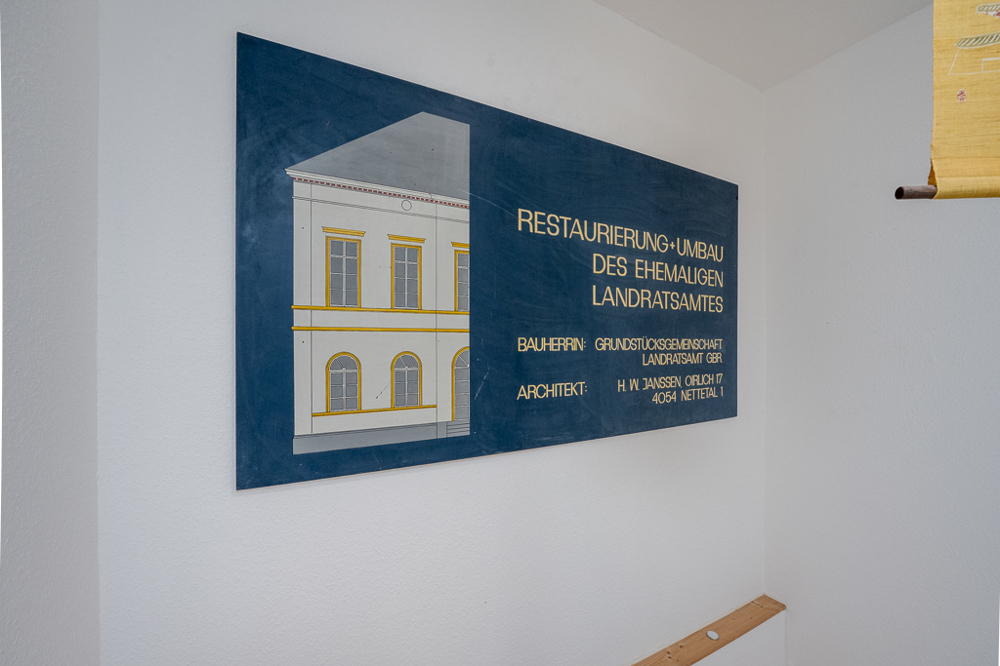 RESTAURIERUNG+UMBAU
DES EHEMALIGEN
LANDRATSAMTES
BAUHERRIN: GRUNDSTÜCKSGEMEINSCHAFT
LANDRATSAMT GBR
ARCHITEKT: H. W. JANSSEN, OIRLICH 17
4054 NETTETAL 1